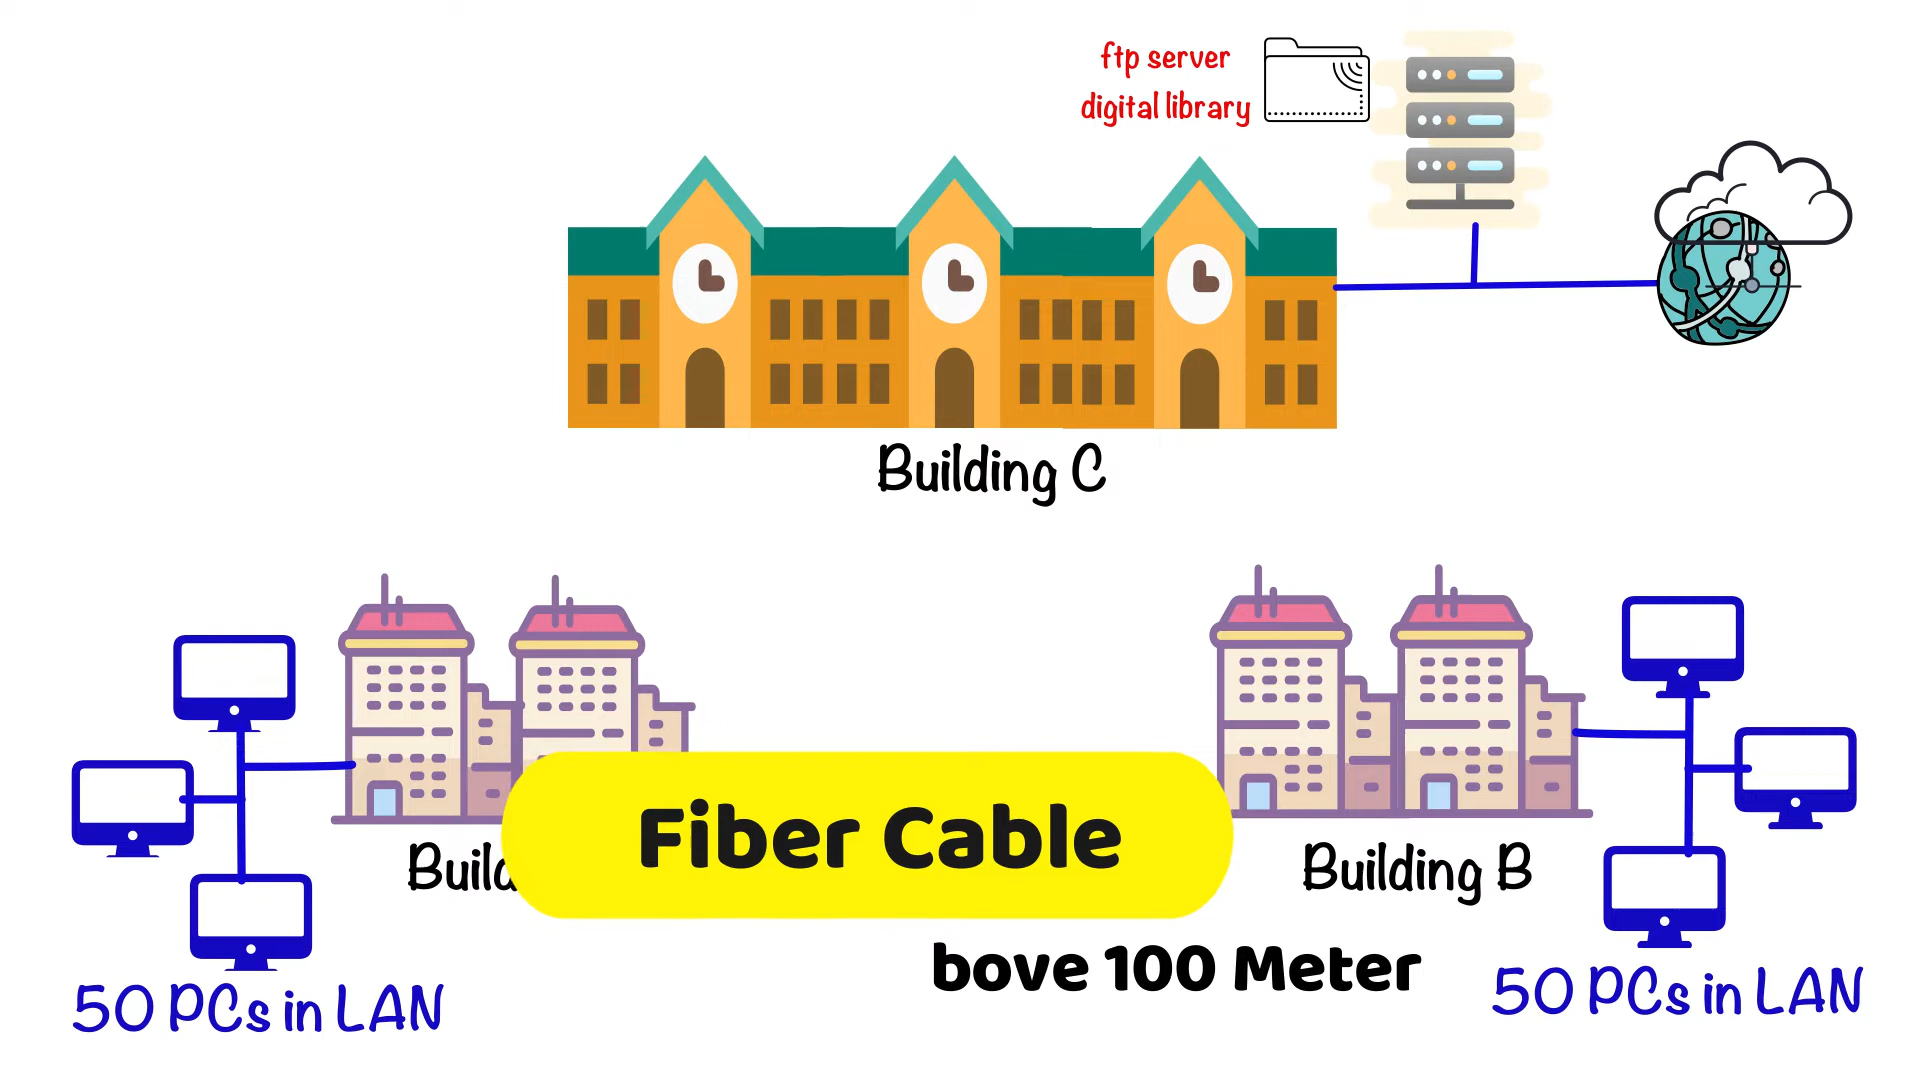 ftp server
digital library
Building C
Build
Fiber Cable
Building B
bove 100 Meter
50 PCs in LAN
50 PCs in LAN